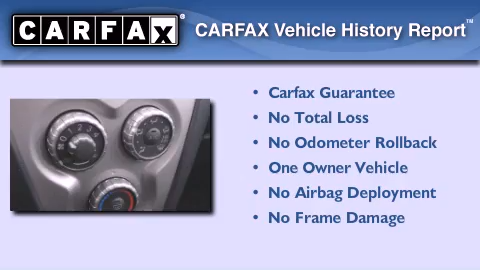 CARFAX® CARFAX Vehicle History Report™
• Carfax Guarantee
• No Total Loss
• No Odometer Rollback
• One Owner Vehicle
• No Airbag Deployment
• No Frame Damage